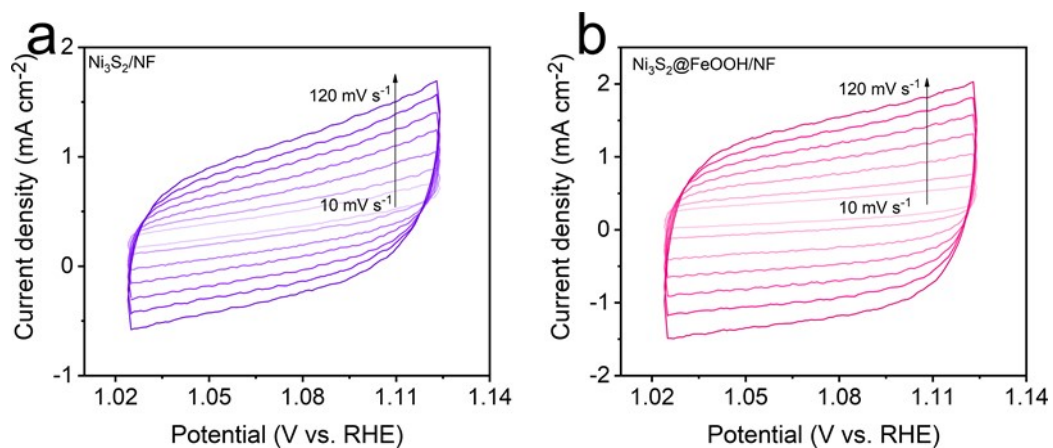 a
Ni₃S₂/NF
120 mV s⁻¹
10 mV s⁻¹
2
1
0
-1
1.02 1.05 1.08 1.11 1.14
Current density (mA cm⁻²)
Potential (V vs. RHE)
b
Ni₃S₂@FeOOH/NF
120 mV s⁻¹
10 mV s⁻¹
2
1
0
-1
-2
1.02 1.05 1.08 1.11 1.14
Current density (mA cm⁻²)
Potential (V vs. RHE)